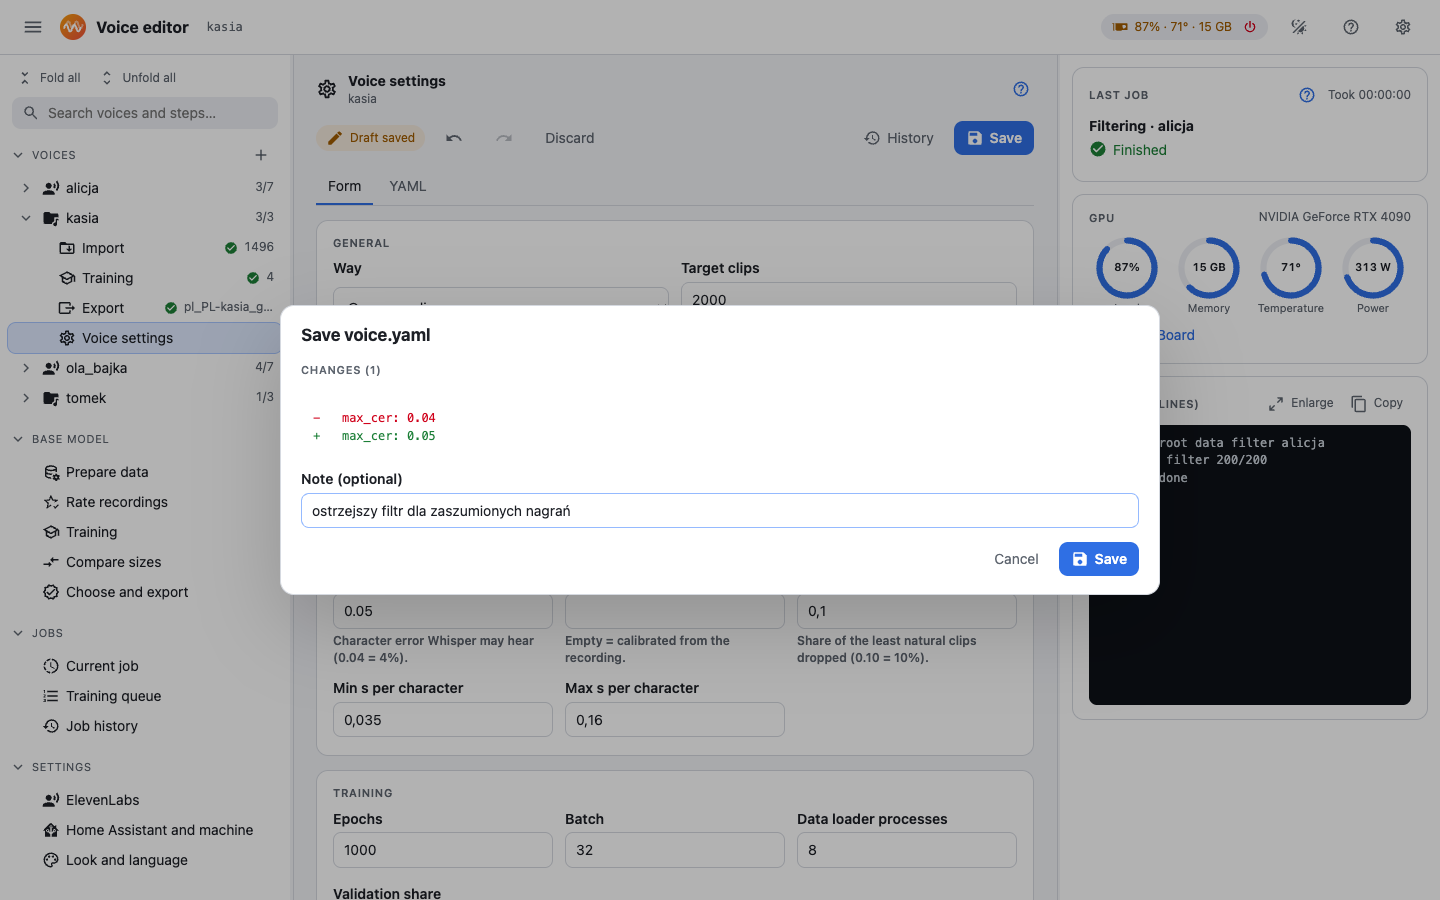 Voice editor
kasia
87% · 71° · 15 GB
Fold all
Unfold all
Search voices and steps...
VOICES
alicja
3/7
kasia
3/3
Import
1496
Training
4
Export
pl_PL-kasia_g...
Voice settings
ola_bajka
4/7
tomek
1/3
BASE MODEL
Prepare data
Rate recordings
Training
Compare sizes
Choose and export
JOBS
Current job
Training queue
Job history
SETTINGS
ElevenLabs
Home Assistant and machine
Look and language
Voice settings
kasia
Draft saved
Discard
History
Save
Form
YAML
GENERAL
Way
Target clips
2000
Save voice.yaml
CHANGES (1)
− max_cer: 0.04
+ max_cer: 0.05
Note (optional)
ostrzejszy filtr dla zaszumionych nagrań
Cancel
Save
0.05
0,1
Character error Whisper may hear
(0.04 = 4%).
Empty = calibrated from the
recording.
Share of the least natural clips
dropped (0.10 = 10%).
Min s per character
Max s per character
0,035
0,16
TRAINING
Epochs
Batch
Data loader processes
1000
32
8
Validation share
LAST JOB
Took 00:00:00
Filtering · alicja
Finished
GPU
NVIDIA GeForce RTX 4090
87%
15 GB
71°
313 W
Memory
Temperature
Power
Board
LINES)
Enlarge
Copy
root data filter alicja
filter 200/200
done